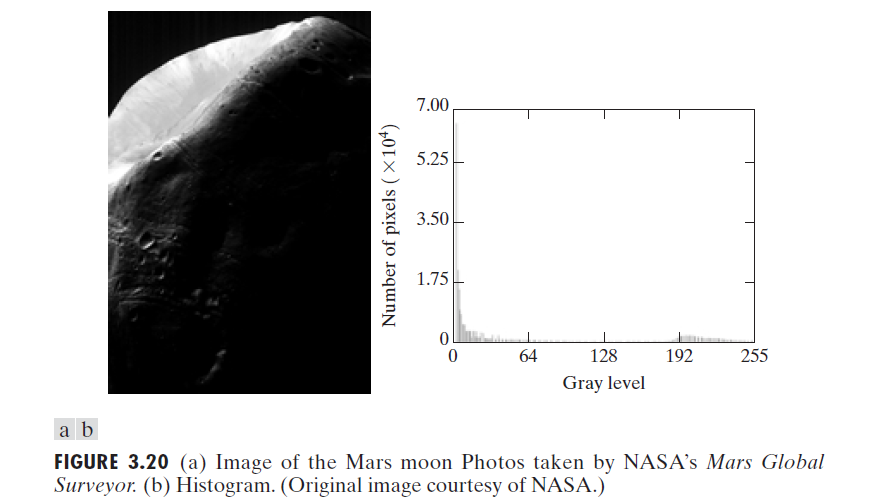 7.00
5.25
3.50
1.75
0
Number of pixels (×10⁴)
0 64 128 192 255
Gray level
a b
FIGURE 3.20 (a) Image of the Mars moon Photos taken by NASA’s Mars Global
Surveyor. (b) Histogram. (Original image courtesy of NASA.)